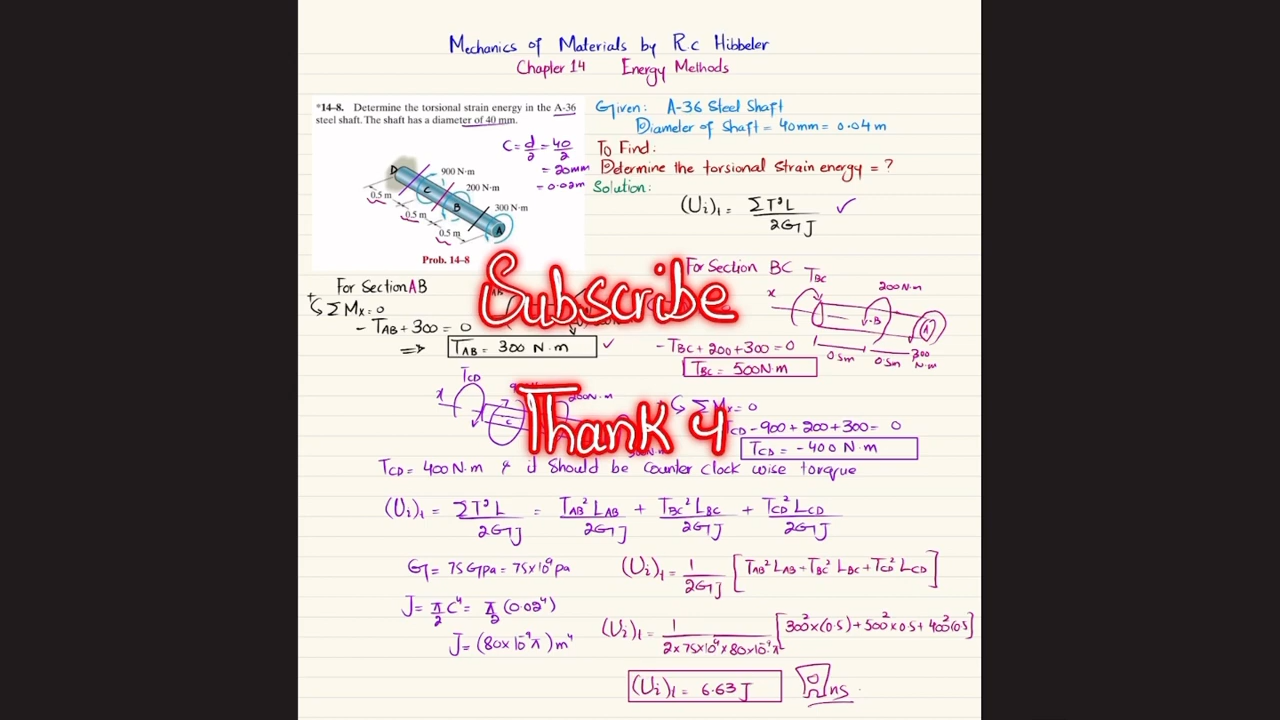 Mechanics of Materials by R.C Hibbeler
Chapter 14 Energy Methods
*14–8. Determine the torsional strain energy in the A-36
steel shaft. The shaft has a diameter of 40 mm.
C = d/2 = 40/2
= 20mm
= 0.02m
D
900 N·m
C
200 N·m
B
300 N·m
A
0.5 m
0.5 m
0.5 m
Prob. 14–8
Given: A-36 Steel Shaft
Diameter of Shaft = 40mm = 0.04m
To Find:
Determine the torsional strain energy = ?
Solution:
(Ui)t = ΣT²L / 2GJ ✓
For Section AB
+ ΣMx = 0
- TAB + 300 = 0
⇒ TAB = 300 N·m ✓
Subscribe
For Section BC
TBC
x
200 N·m
B
A
0.5m
0.5m
300 N·m
- TBC + 200 + 300 = 0
TBC = 500N·m
TCD
x
C
200N·m
Thank 4
ΣMx = 0
CD - 900 + 200 + 300 = 0
TCD = -400 N·m
TCD = 400 N·m & it should be counter clock wise torque
(Ui)t = ΣT²L / 2GJ = TAB² LAB / 2GJ + TBC² LBC / 2GJ + TCD² LCD / 2GJ
G = 75 Gpa = 75x10⁹ pa
J = π/2 C⁴ = π/2 (0.02⁴)
J = (80x10⁻⁹ π) m⁴
(Ui)t = 1 / 2GJ [TAB² LAB + TBC² LBC + TCD² LCD]
(Ui)t = 1 / 2x75x10⁹x80x10⁻⁹π [300²x(0.5) + 500²x0.5 + 400²(0.5]
(Ui)t = 6.63 J Ans